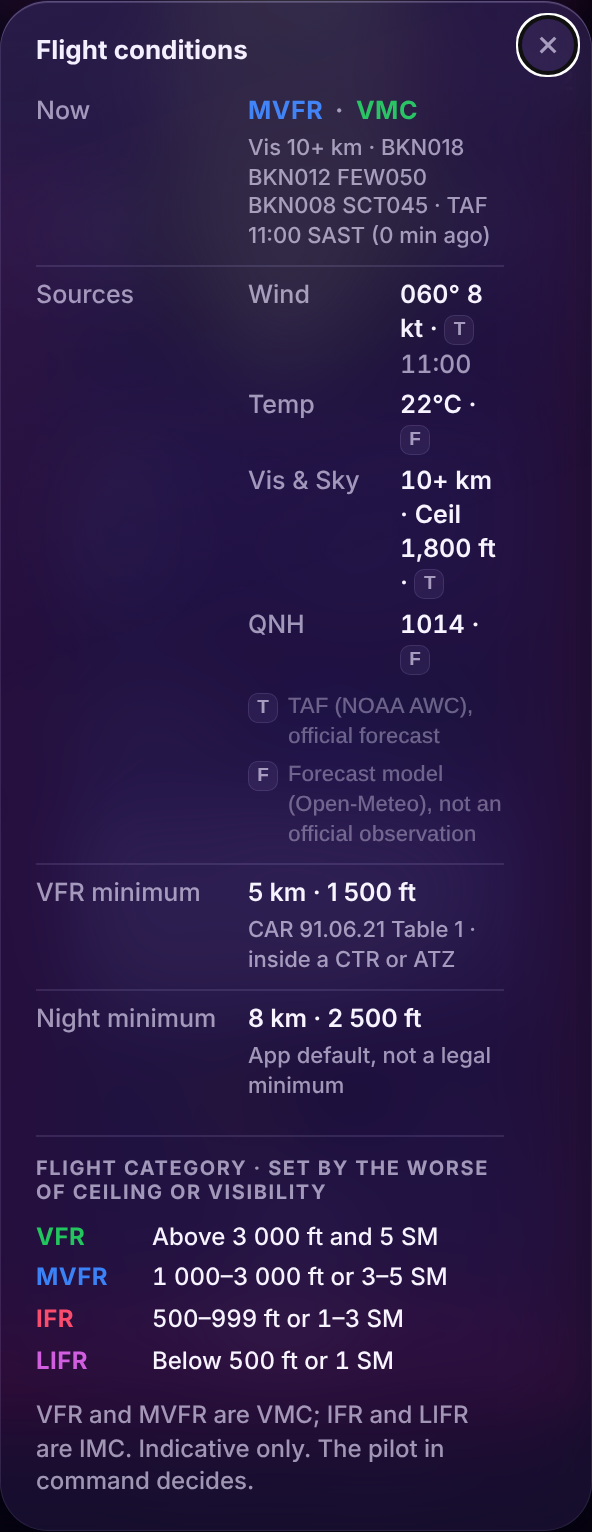 Flight conditions
Now
MVFR · VMC
Vis 10+ km · BKN018
BKN012 FEW050
BKN008 SCT045 · TAF
11:00 SAST (0 min ago)
Sources
Wind
060° 8
kt · T
11:00
Temp
22°C ·
F
Vis & Sky
10+ km
· Ceil
1,800 ft
· T
QNH
1014 ·
F
T TAF (NOAA AWC),
official forecast
F Forecast model
(Open-Meteo), not an
official observation
VFR minimum
5 km · 1 500 ft
CAR 91.06.21 Table 1 ·
inside a CTR or ATZ
Night minimum
8 km · 2 500 ft
App default, not a legal
minimum
FLIGHT CATEGORY · SET BY THE WORSE
OF CEILING OR VISIBILITY
VFR Above 3 000 ft and 5 SM
MVFR 1 000–3 000 ft or 3–5 SM
IFR 500–999 ft or 1–3 SM
LIFR Below 500 ft or 1 SM
VFR and MVFR are VMC; IFR and LIFR
are IMC. Indicative only. The pilot in
command decides.